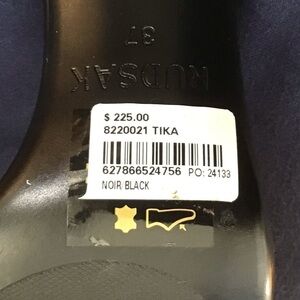 37
RUDSAK
$ 225.00
8220021 TIKA
627866524756 PO: 24133
NOIR BLACK